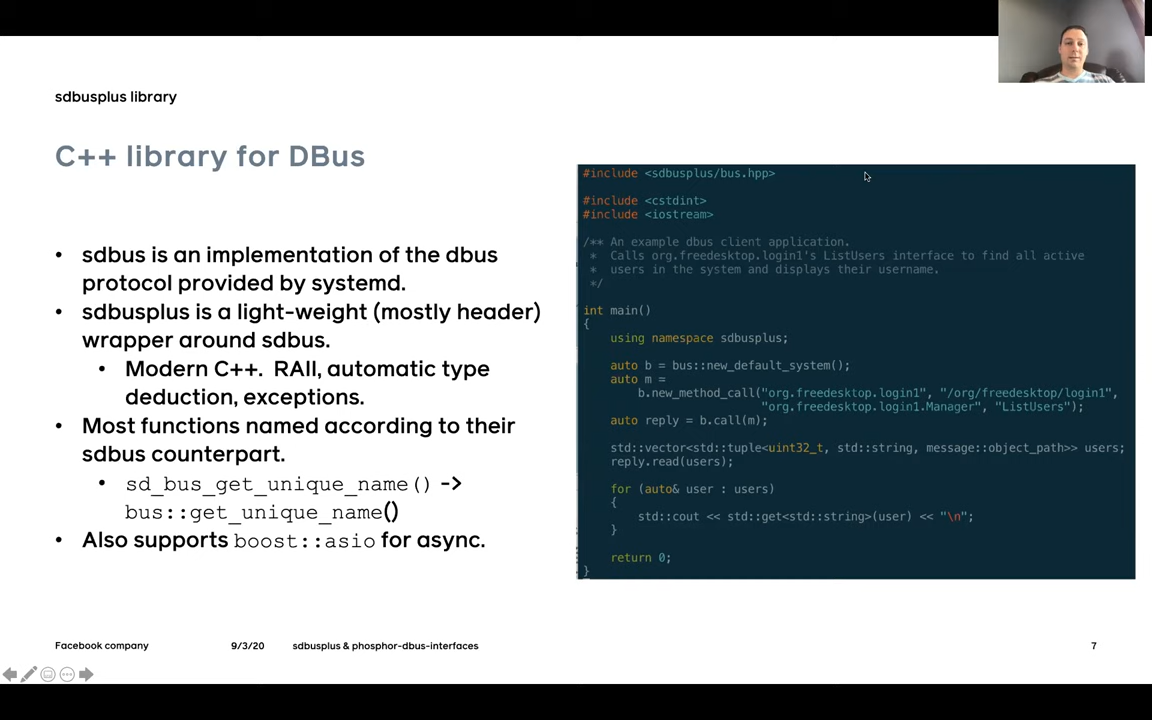 sdbusplus library
C++ library for DBus
• sdbus is an implementation of the dbus
protocol provided by systemd.
• sdbusplus is a light-weight (mostly header)
wrapper around sdbus.
• Modern C++. RAII, automatic type
deduction, exceptions.
• Most functions named according to their
sdbus counterpart.
• sd_bus_get_unique_name() ->
bus::get_unique_name()
• Also supports boost::asio for async.
#include <sdbusplus/bus.hpp>
#include <cstdint>
#include <iostream>
/** An example dbus client application.
 *  Calls org.freedesktop.login1's ListUsers interface to find all active
 *  users in the system and displays their username.
 */
int main()
{
    using namespace sdbusplus;
    auto b = bus::new_default_system();
    auto m =
        b.new_method_call("org.freedesktop.login1", "/org/freedesktop/login1",
                          "org.freedesktop.login1.Manager", "ListUsers");
    auto reply = b.call(m);
    std::vector<std::tuple<uint32_t, std::string, message::object_path>> users;
    reply.read(users);
    for (auto& user : users)
    {
        std::cout << std::get<std::string>(user) << "\n";
    }
    return 0;
}
Facebook company 9/3/20 sdbusplus & phosphor-dbus-interfaces 7